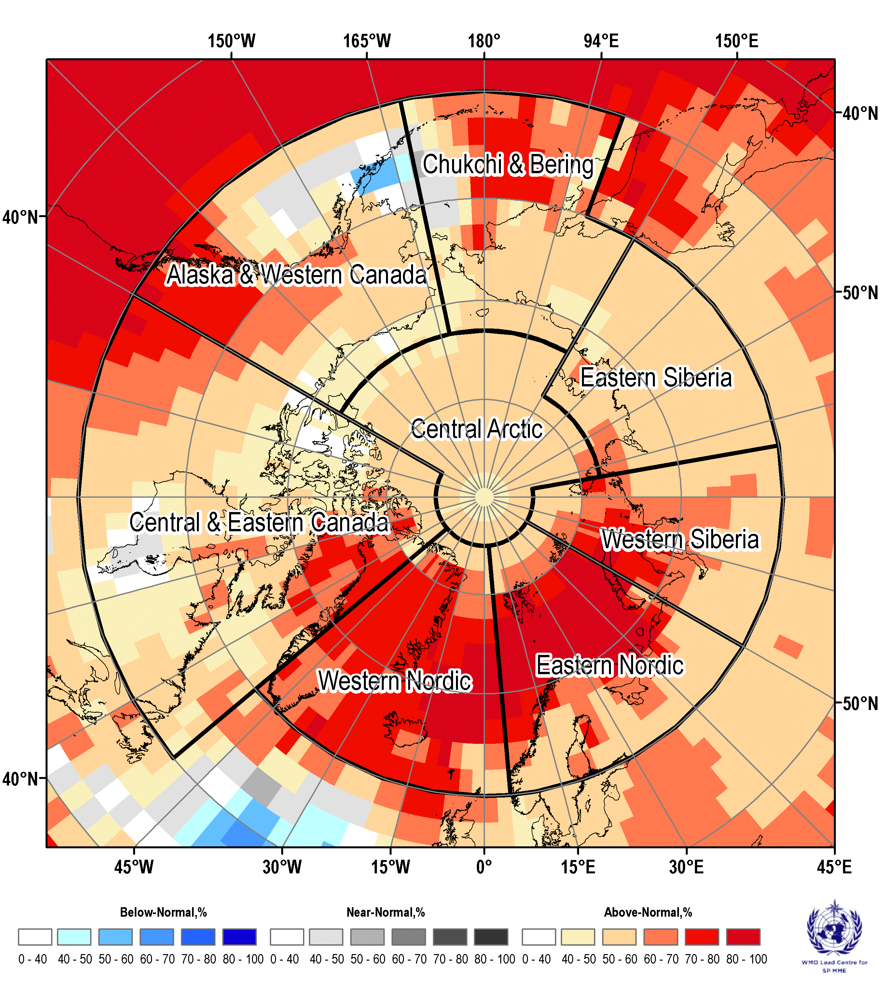 150°W 165°W 180° 94°E 150°E
40°N
Chukchi & Bering
40°N
Alaska & Western Canada
50°N
Eastern Siberia
Central Arctic
Central & Eastern Canada
Western Siberia
Eastern Nordic
Western Nordic
50°N
40°N
45°W 30°W 15°W 0° 15°E 30°E 45°E
Below-Normal,% Near-Normal,% Above-Normal,%
0 - 40 40 - 50 50 - 60 60 - 70 70 - 80 80 - 100 0 - 40 40 - 50 50 - 60 60 - 70 70 - 80 80 - 100 0 - 40 40 - 50 50 - 60 60 - 70 70 - 80 80 - 100
WMO Lead Centre for
SP MME